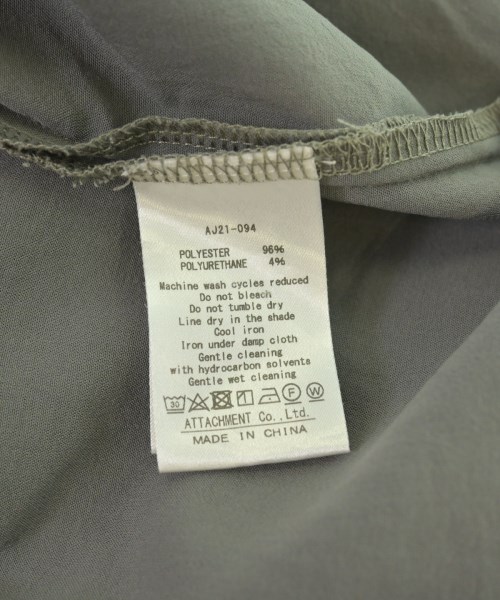 AJ21-094
POLYESTER 96%
POLYURETHANE 4%
Machine wash cycles reduced
Do not bleach
Do not tumble dry
Line dry in the shade
Cool iron
Iron under damp cloth
Gentle cleaning
with hydrocarbon solvents
Gentle wet cleaning
30 F W
ATTACHMENT Co., Ltd.
MADE IN CHINA